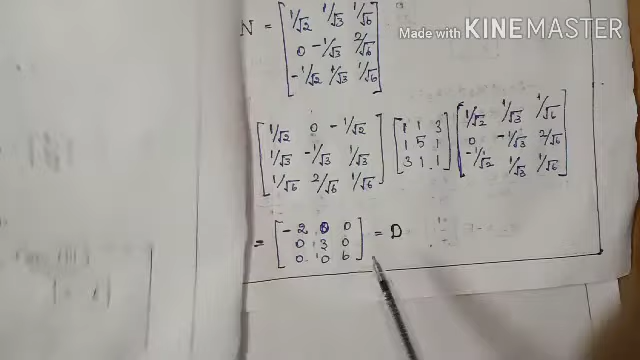 N = [1/√2 1/√3 1/√6
0 -1/√3 2/√6
-1/√2 1/√3 1/√6]
Made with KINEMASTER
[1/√2 0 -1/√2
1/√3 -1/√3 1/√3
1/√6 2/√6 1/√6] [1 1 3
1 5 1
3 1 1] [1/√2 1/√3 1/√6
0 -1/√3 2/√6
-1/√2 1/√3 1/√6]
= [-2 0 0
0 3 0
0 0 6] = D